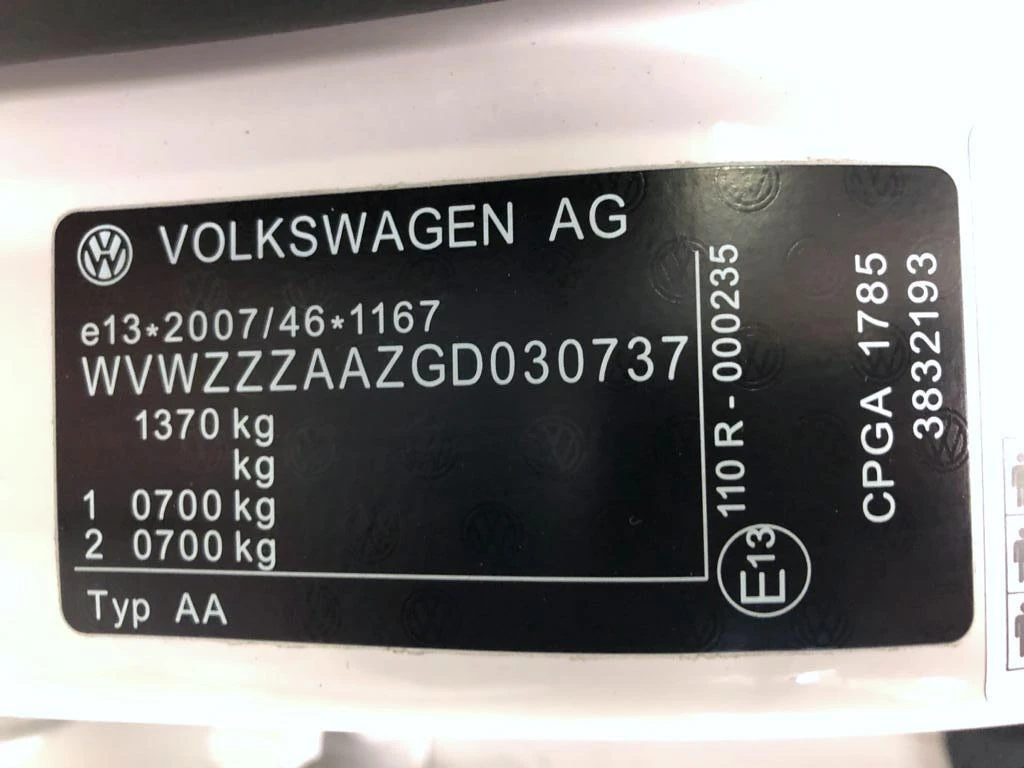 VOLKSWAGEN AG
e13*2007/46*1167
WVWZZZAAZGD030737
1370 kg
kg
1 0700 kg
2 0700 kg
Typ AA
E13
110 R - 000235
CPGA 1785
3832193